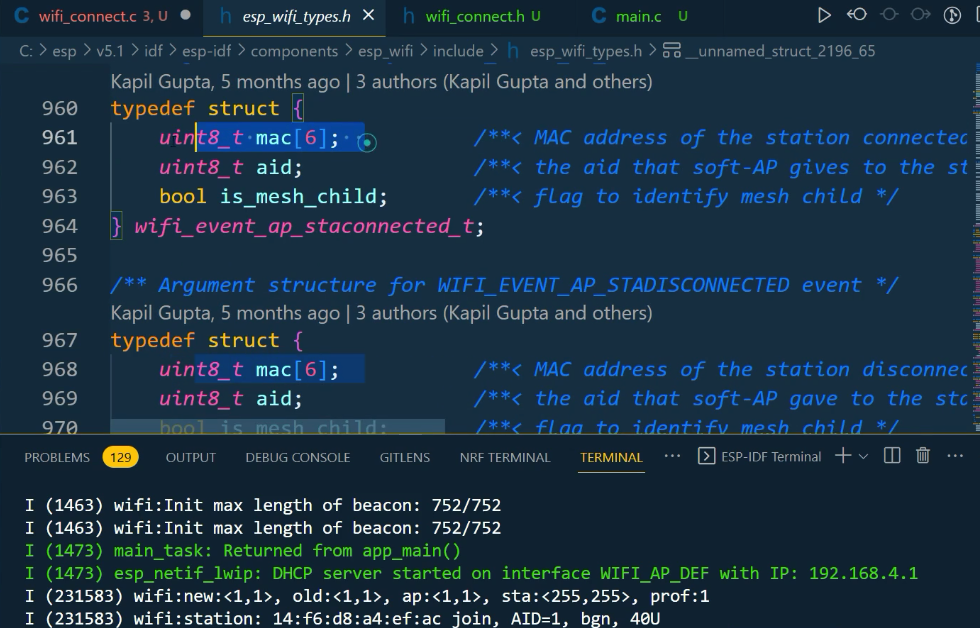 wifi_connect.c 3, U esp_wifi_types.h wifi_connect.h U main.c U
C: > esp > v5.1 > idf > esp-idf > components > esp_wifi > include > esp_wifi_types.h > __unnamed_struct_2196_65
Kapil Gupta, 5 months ago | 3 authors (Kapil Gupta and others)
960 typedef struct {
961 uint8_t mac[6]; /**< MAC address of the station connected
962 uint8_t aid; /**< the aid that soft-AP gives to the st
963 bool is_mesh_child; /**< flag to identify mesh child */
964 } wifi_event_ap_staconnected_t;
965
966 /** Argument structure for WIFI_EVENT_AP_STADISCONNECTED event */
Kapil Gupta, 5 months ago | 3 authors (Kapil Gupta and others)
967 typedef struct {
968 uint8_t mac[6]; /**< MAC address of the station disconnec
969 uint8_t aid; /**< the aid that soft-AP gave to the sta
970 bool is_mesh_child; /**< flag to identify mesh child */
PROBLEMS 129 OUTPUT DEBUG CONSOLE GITLENS NRF TERMINAL TERMINAL ... ESP-IDF Terminal
I (1463) wifi:Init max length of beacon: 752/752
I (1463) wifi:Init max length of beacon: 752/752
I (1473) main_task: Returned from app_main()
I (1473) esp_netif_lwip: DHCP server started on interface WIFI_AP_DEF with IP: 192.168.4.1
I (231583) wifi:new:<1,1>, old:<1,1>, ap:<1,1>, sta:<255,255>, prof:1
I (231583) wifi:station: 14:f6:d8:a4:ef:ac join, AID=1, bgn, 40U